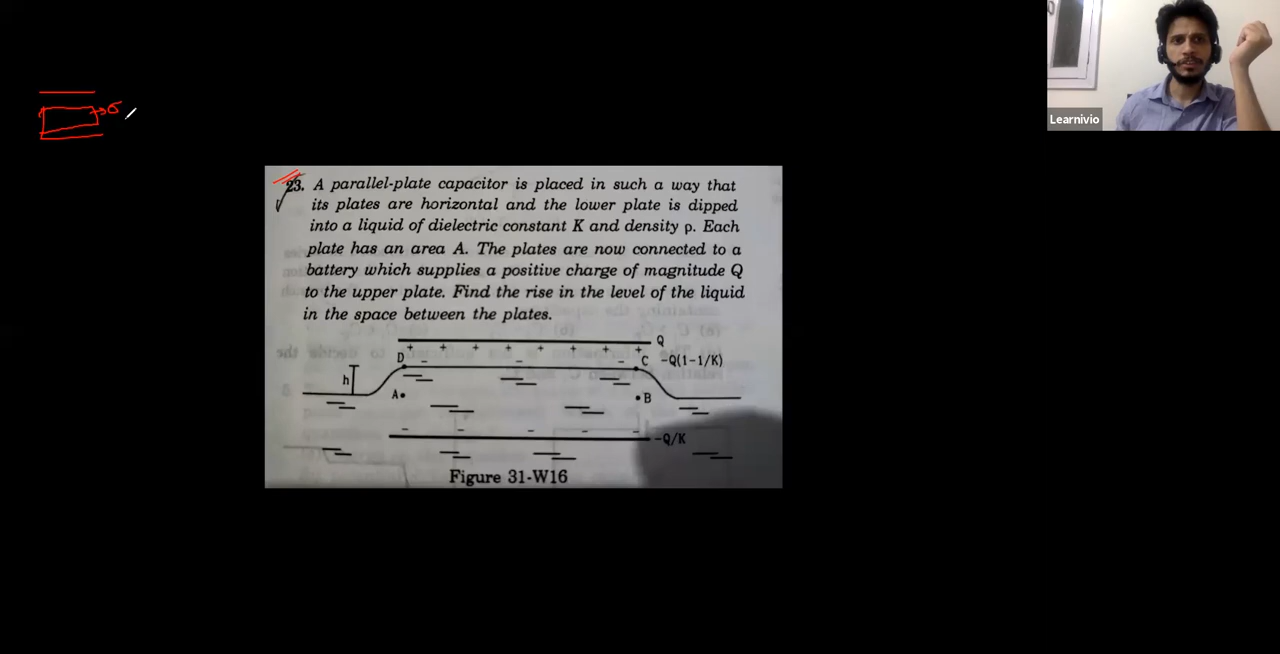 Learnivio
σ
23. A parallel-plate capacitor is placed in such a way that
its plates are horizontal and the lower plate is dipped
into a liquid of dielectric constant K and density ρ. Each
plate has an area A. The plates are now connected to a
battery which supplies a positive charge of magnitude Q
to the upper plate. Find the rise in the level of the liquid
in the space between the plates.
Q
D
C -Q(1-1/K)
h
A
B
-Q/K
Figure 31-W16